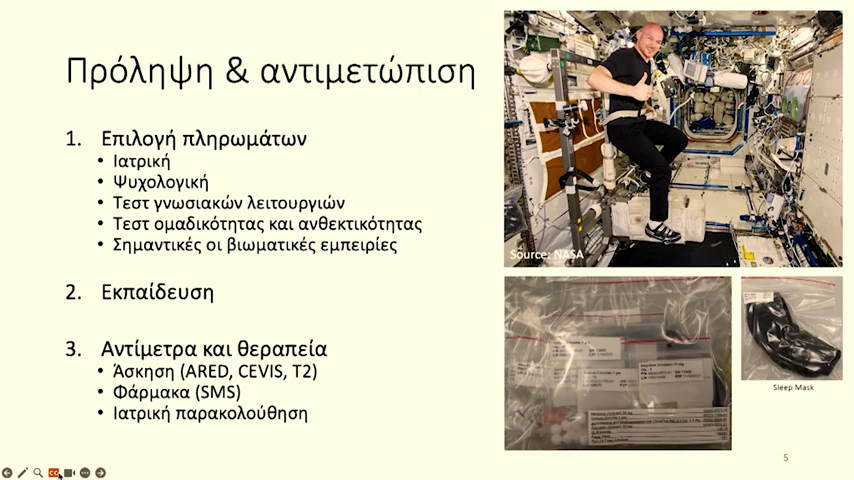 Πρόληψη & αντιμετώπιση
1. Επιλογή πληρωμάτων
• Ιατρική
• Ψυχολογική
• Τεστ γνωσιακών λειτουργιών
• Τεστ ομαδικότητας και ανθεκτικότητας
• Σημαντικές οι βιωματικές εμπειρίες
2. Εκπαίδευση
3. Αντίμετρα και θεραπεία
• Άσκηση (ARED, CEVIS, T2)
• Φάρμακα (SMS)
• Ιατρική παρακολούθηση
Source: NASA
Sleep Mask
5